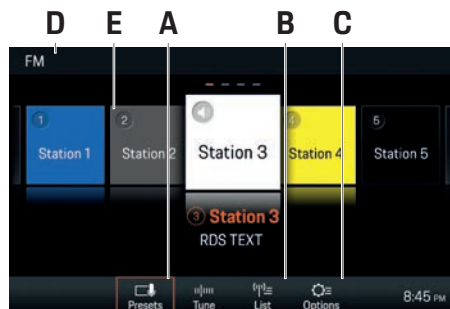 D E A B C
FM
1 2 4 5
Station 1 Station 2 Station 3 Station 4 Station 5
3 Station 3
RDS TEXT
Presets Tune List Options 8:45 PM